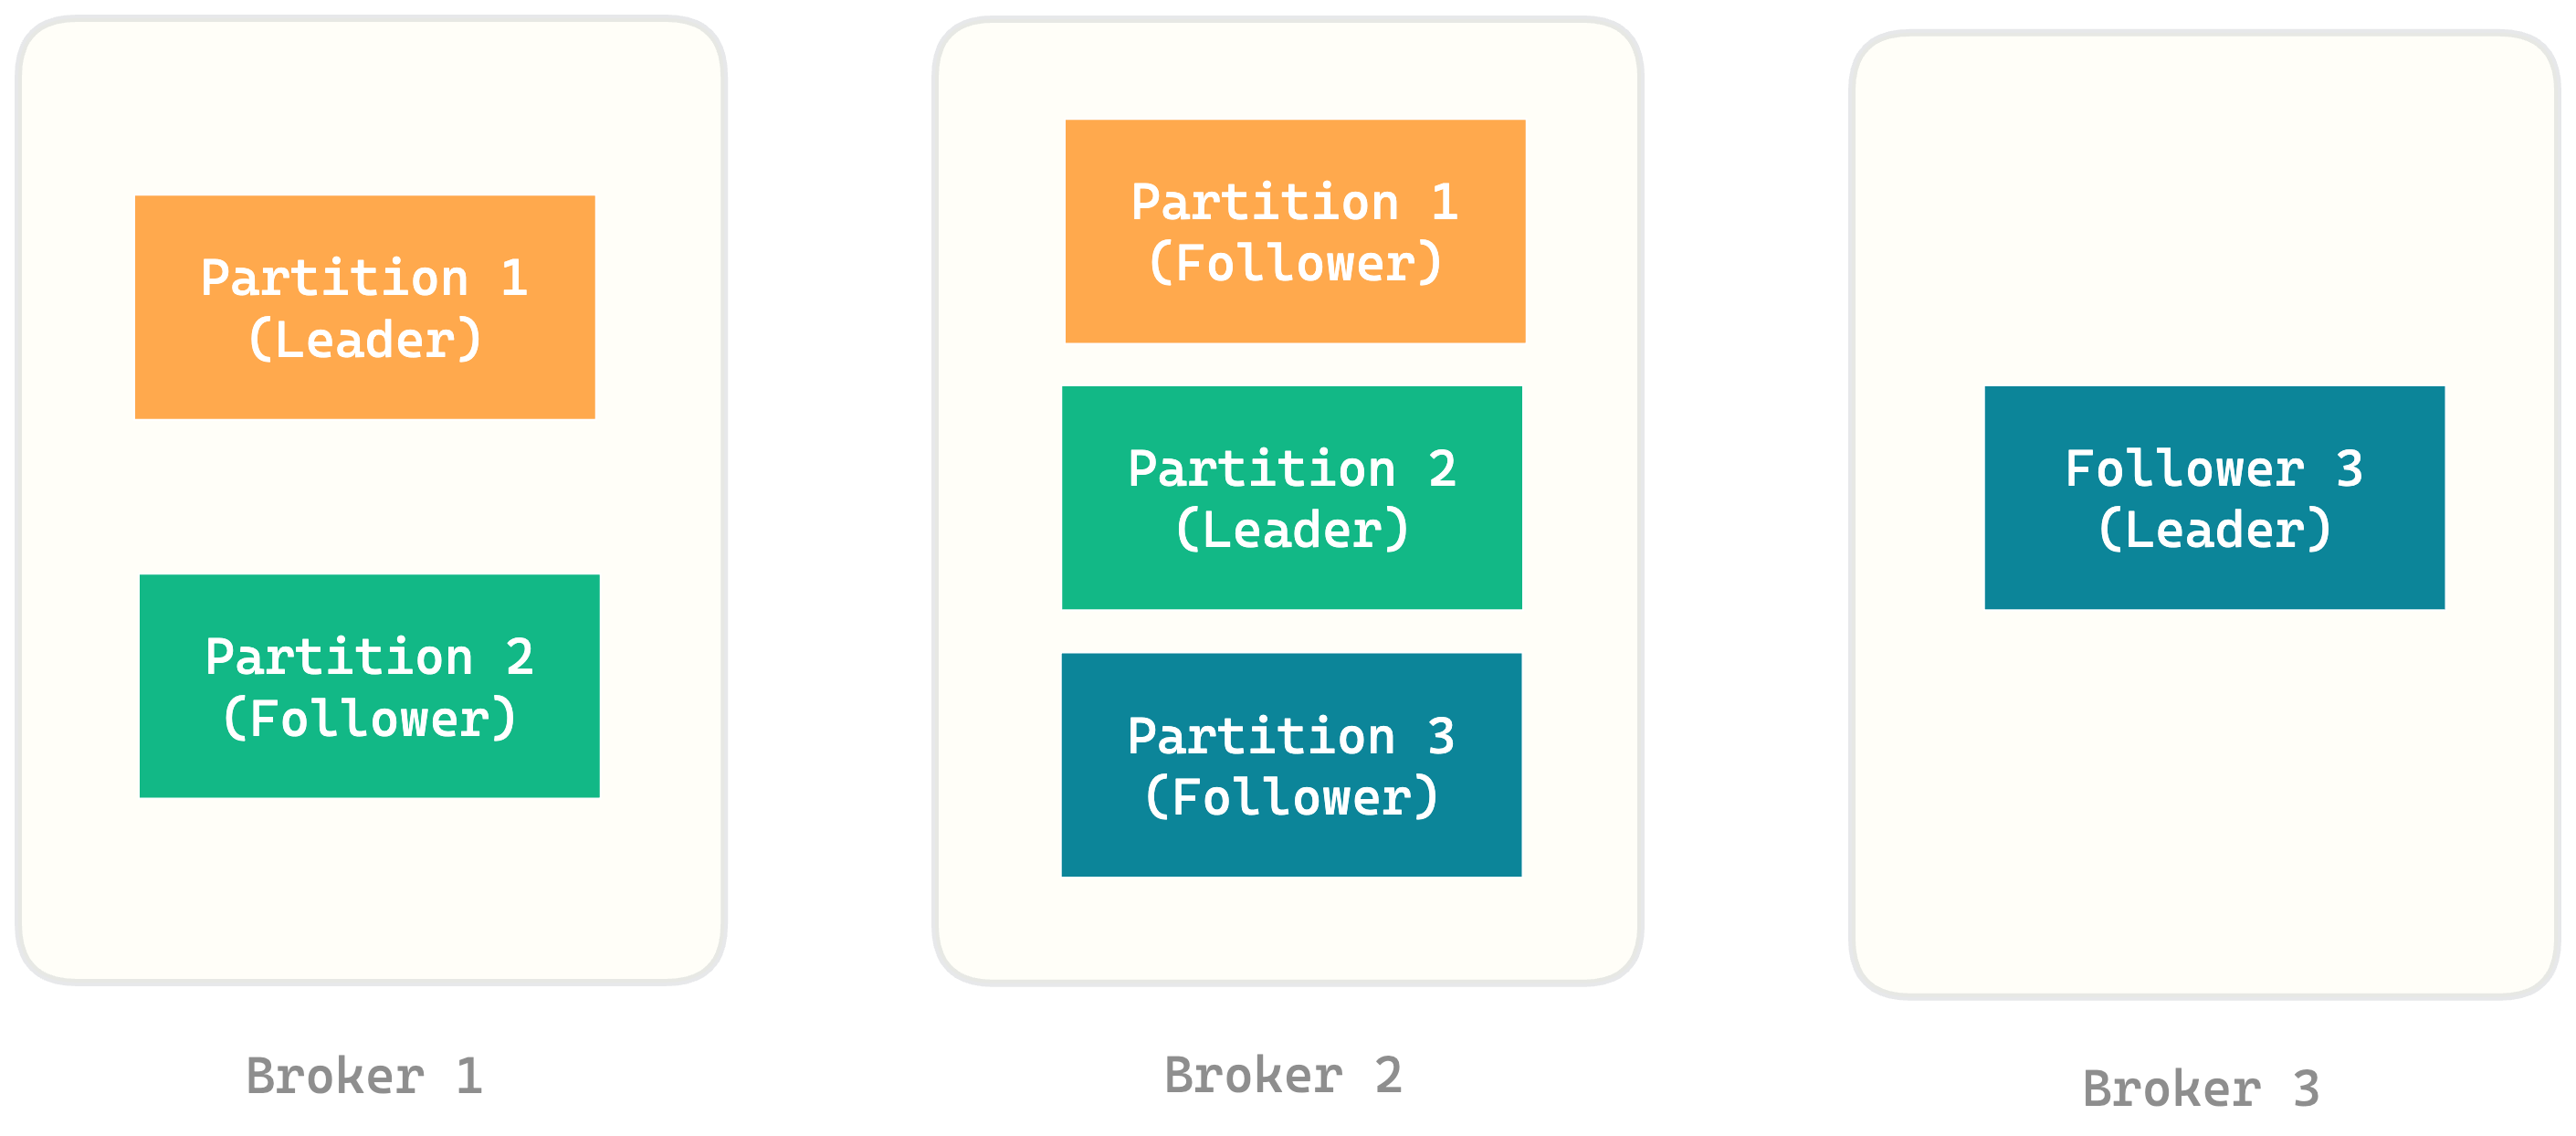 Partition 1
(Leader)
Partition 2
(Follower)
Broker 1
Partition 1
(Follower)
Partition 2
(Leader)
Partition 3
(Follower)
Broker 2
Follower 3
(Leader)
Broker 3